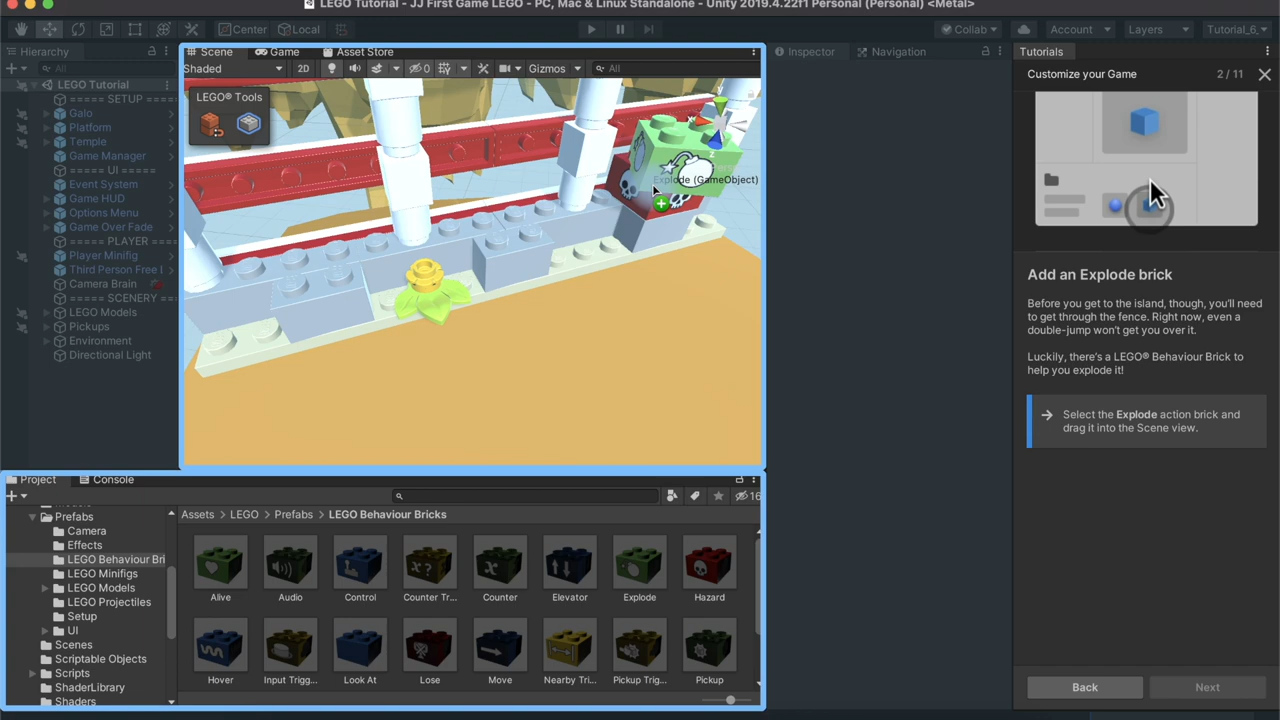 LEGO Tutorial - JJ First Game LEGO - PC, Mac & Linux Standalone - Unity 2019.4.22f1 Personal (Personal) <Metal>
Center
Local
Collab
Account
Layers
Tutorial_6_
Hierarchy
All
LEGO Tutorial
===== SETUP =====
Galo
Platform
Temple
Game Manager
===== UI =====
Event System
Game HUD
Options Menu
Game Over Fade
===== PLAYER ====
Player Minifig
Third Person Free
Camera Brain
===== SCENERY ===
LEGO Models
Pickups
Environment
Directional Light
Scene
Game
Asset Store
Shaded
2D
0
Gizmos
All
LEGO® Tools
Explode (GameObject)
Inspector
Navigation
Tutorials
Customize your Game
2 / 11
Add an Explode brick
Before you get to the island, though, you'll need
to get through the fence. Right now, even a
double-jump won't get you over it.
Luckily, there's a LEGO® Behaviour Brick to
help you explode it!
Select the Explode action brick and
drag it into the Scene view.
Back
Next
Project
Console
16
Prefabs
Camera
Effects
LEGO Behaviour Bri
LEGO Minifigs
LEGO Models
LEGO Projectiles
Setup
UI
Scenes
Scriptable Objects
Scripts
ShaderLibrary
Shaders
Assets > LEGO > Prefabs > LEGO Behaviour Bricks
Alive
Audio
Control
Counter Tr...
Counter
Elevator
Explode
Hazard
Hover
Input Trigg...
Look At
Lose
Move
Nearby Tri...
Pickup Trig...
Pickup